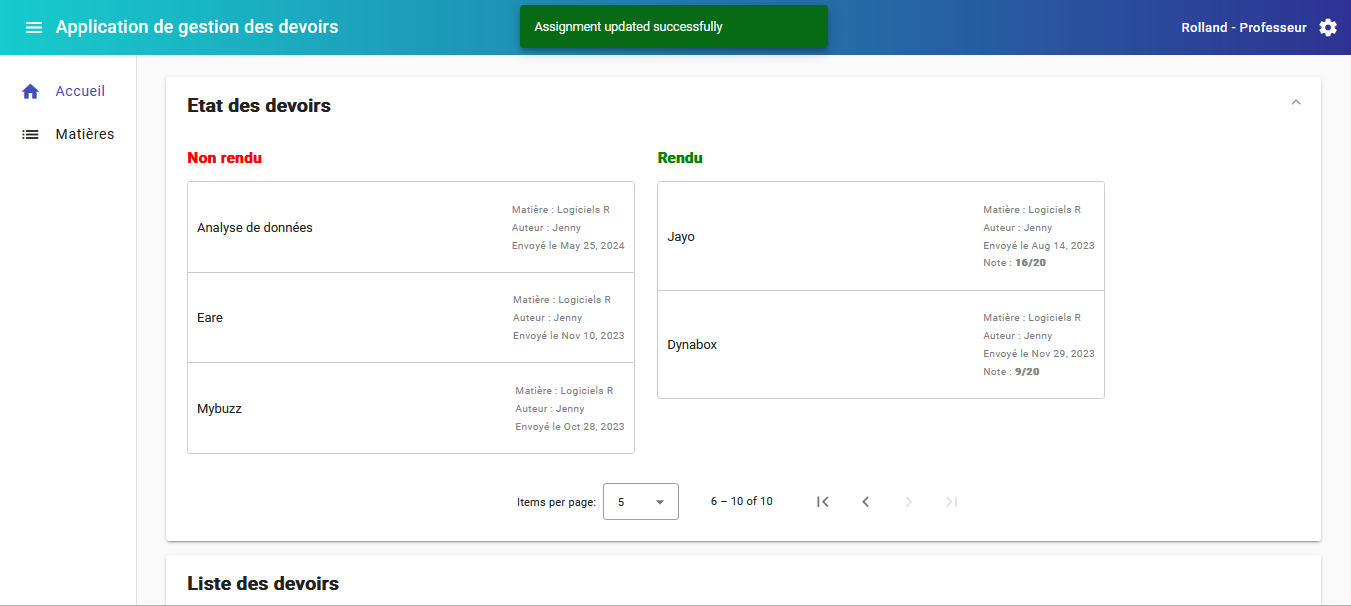 Application de gestion des devoirs
Assignment updated successfully
Rolland - Professeur
Accueil
Matières
Etat des devoirs
Non rendu
Analyse de données
Matière : Logiciels R
Auteur : Jenny
Envoyé le May 25, 2024
Eare
Matière : Logiciels R
Auteur : Jenny
Envoyé le Nov 10, 2023
Mybuzz
Matière : Logiciels R
Auteur : Jenny
Envoyé le Oct 28, 2023
Rendu
Jayo
Matière : Logiciels R
Auteur : Jenny
Envoyé le Aug 14, 2023
Note : 16/20
Dynabox
Matière : Logiciels R
Auteur : Jenny
Envoyé le Nov 29, 2023
Note : 9/20
Items per page: 5 6 – 10 of 10
Liste des devoirs